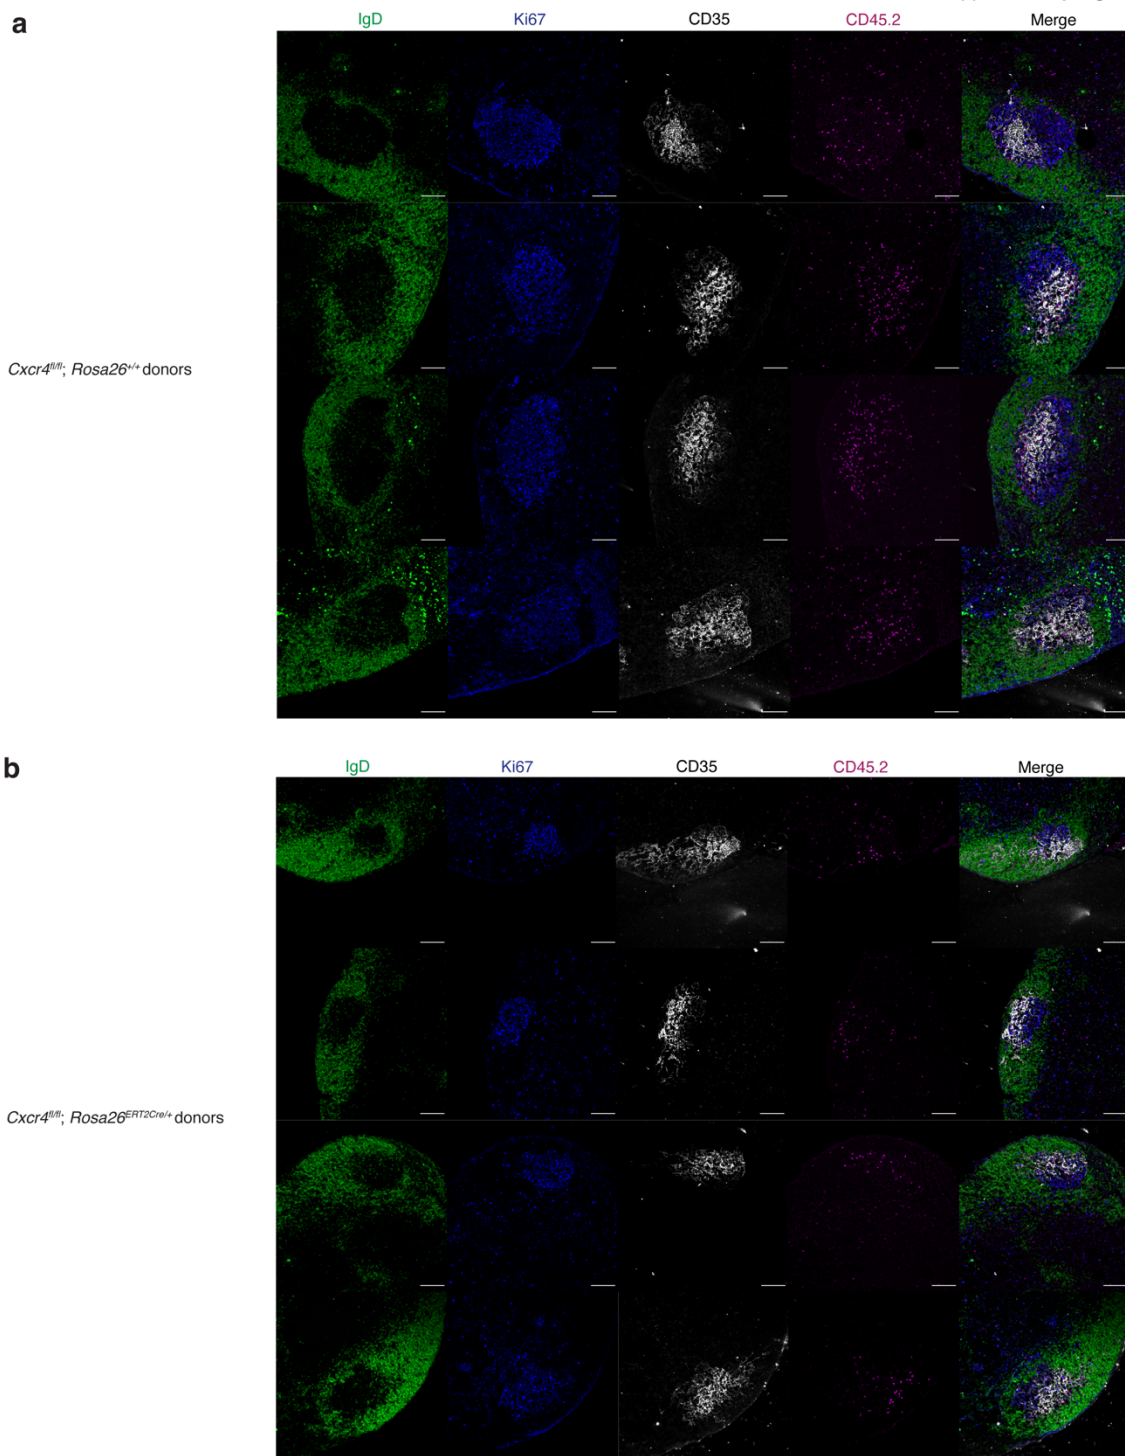 a
IgD Ki67 CD35 CD45.2 Merge
Cxcr4fl/fl; Rosa26+/+ donors
b
IgD Ki67 CD35 CD45.2 Merge
Cxcr4fl/fl; Rosa26ERT2Cre/+ donors